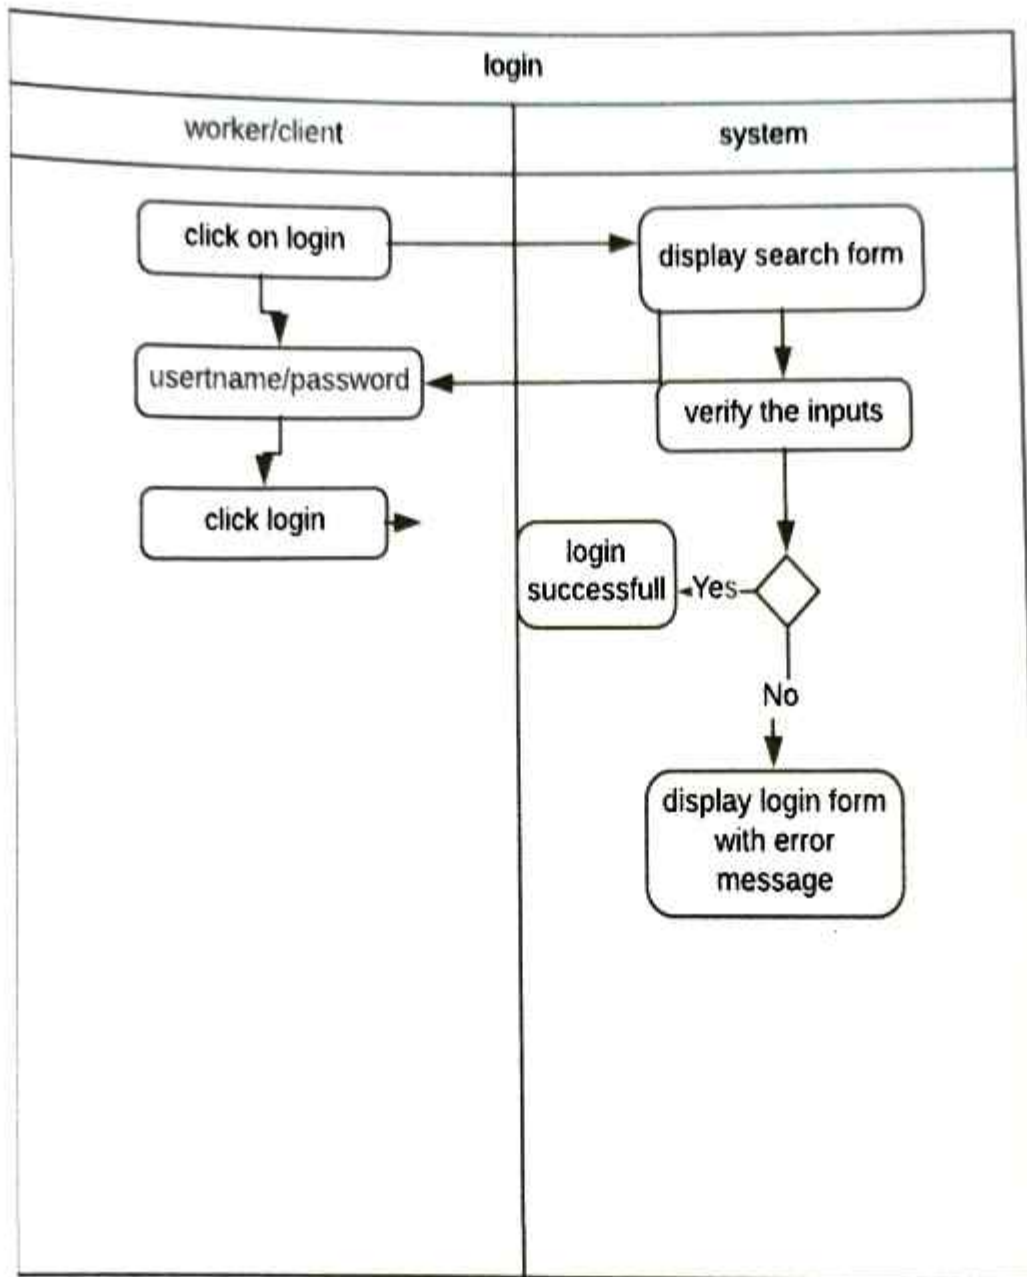 login
worker/client
system
click on login
display search form
usertname/password
verify the inputs
click login
login
successfull
Yes
No
display login form
with error
message